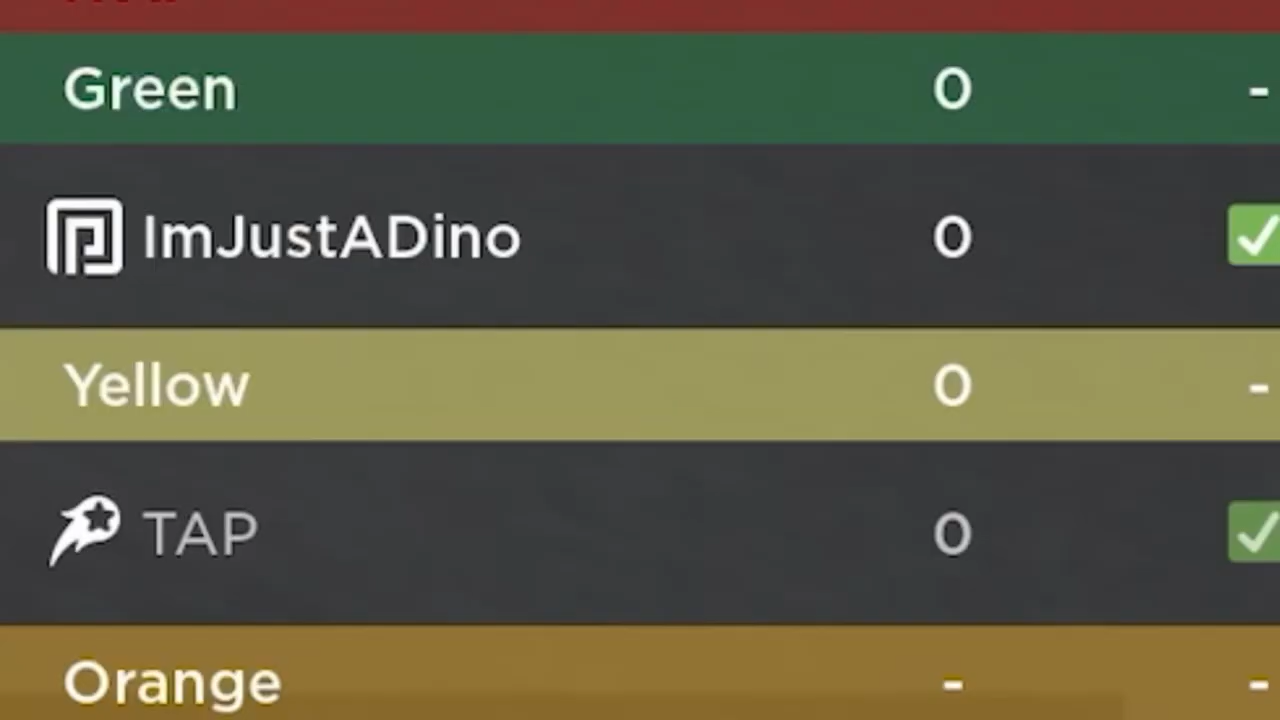 Green 0 -
ImJustADino 0 ✅
Yellow 0 -
TAP 0 ✅
Orange - -